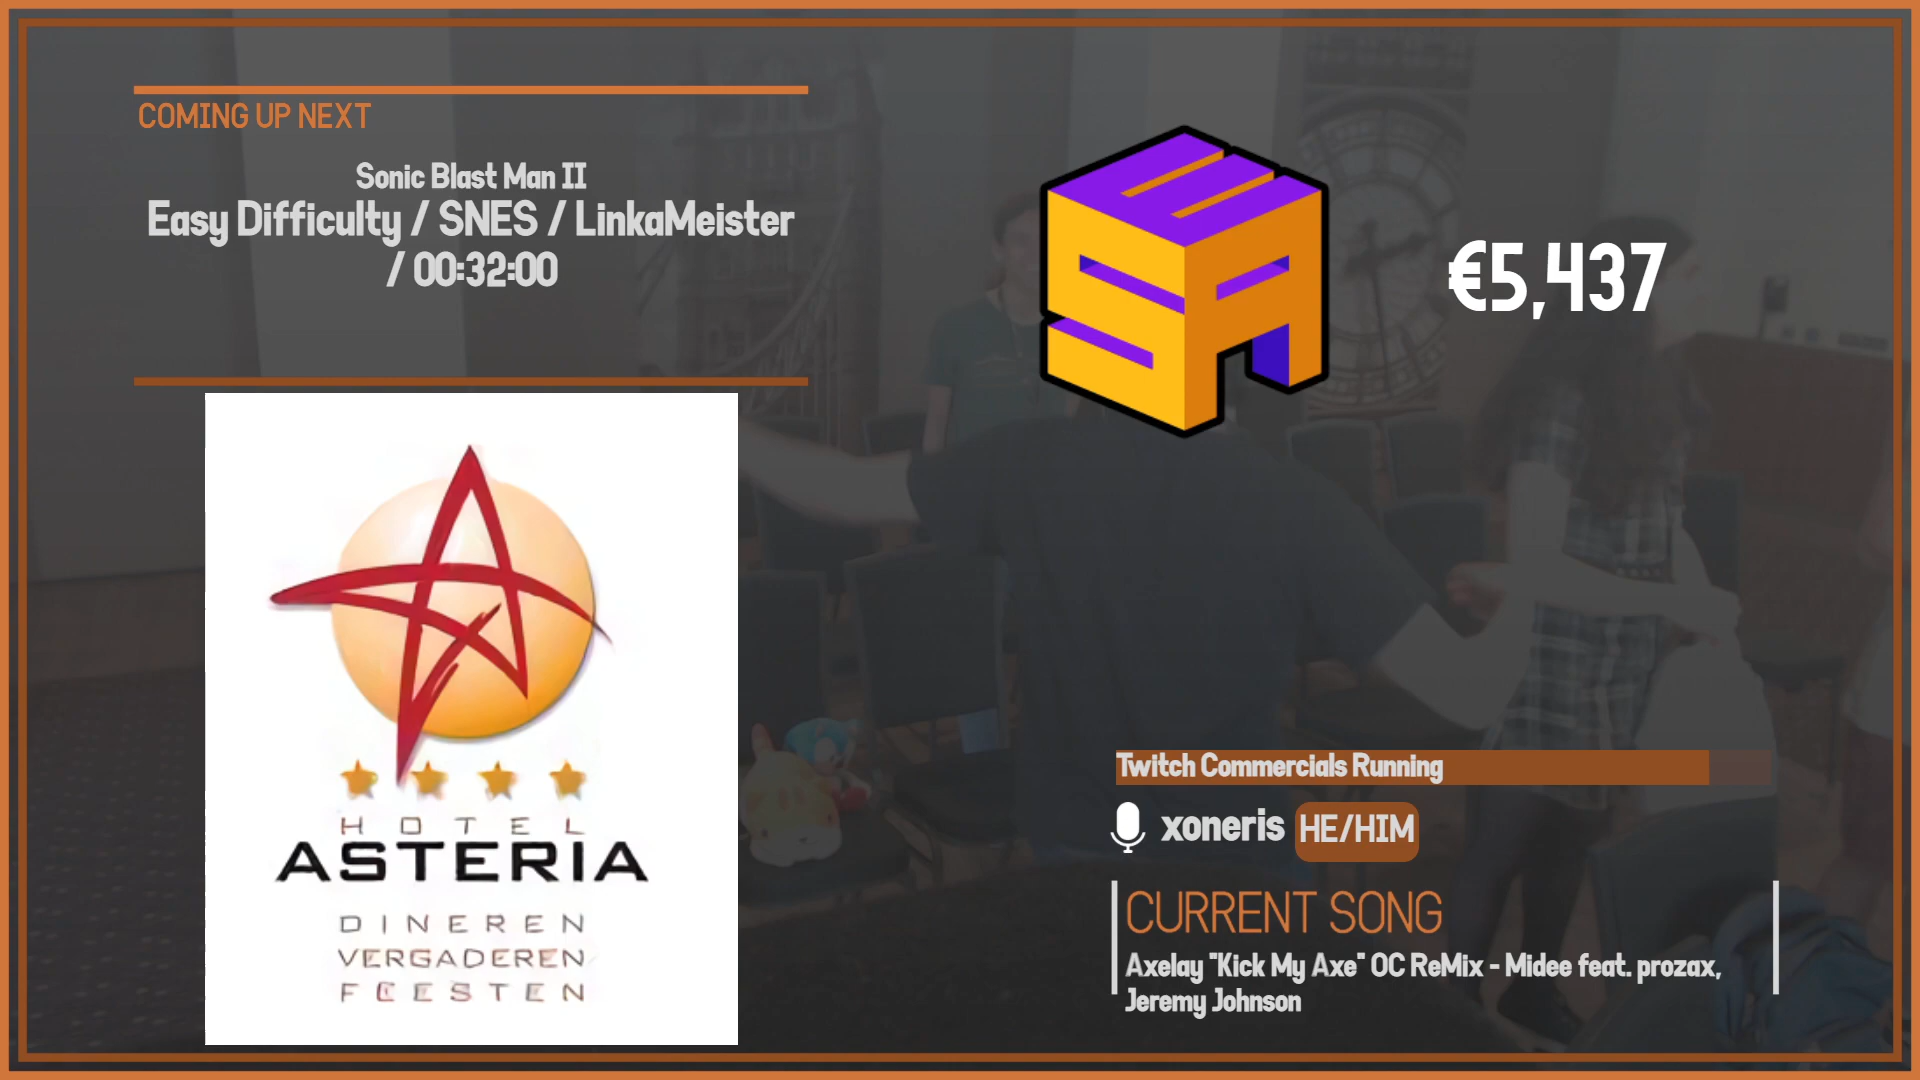 COMING UP NEXT
Sonic Blast Man II
Easy Difficulty / SNES / LinkaMeister
/ 00:32:00
ESA
€5,437
HOTEL
ASTERIA
DINEREN
VERGADEREN
FEESTEN
Twitch Commercials Running
xoneris HE/HIM
CURRENT SONG
Axelay "Kick My Axe" OC ReMix - Midee feat. prozax,
Jeremy Johnson